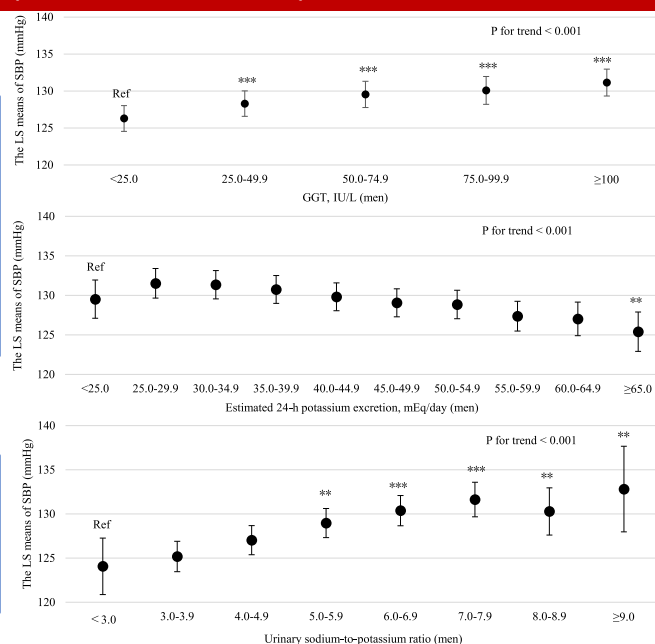 The LS means of SBP (mmHg)
140
135
130
125
120
P for trend < 0.001
Ref
***
***
***
***
<25.0 25.0-49.9 50.0-74.9 75.0-99.9 ≥100
GGT, IU/L (men)
The LS means of SBP (mmHg)
140
135
130
125
120
P for trend < 0.001
Ref
**
<25.0 25.0-29.9 30.0-34.9 35.0-39.9 40.0-44.9 45.0-49.9 50.0-54.9 55.0-59.9 60.0-64.9 ≥65.0
Estimated 24-h potassium excretion, mEq/day (men)
The LS means of SBP (mmHg)
140
135
130
125
120
P for trend < 0.001
Ref
**
***
***
**
**
< 3.0 3.0-3.9 4.0-4.9 5.0-5.9 6.0-6.9 7.0-7.9 8.0-8.9 ≥9.0
Urinary sodium-to-potassium ratio (men)